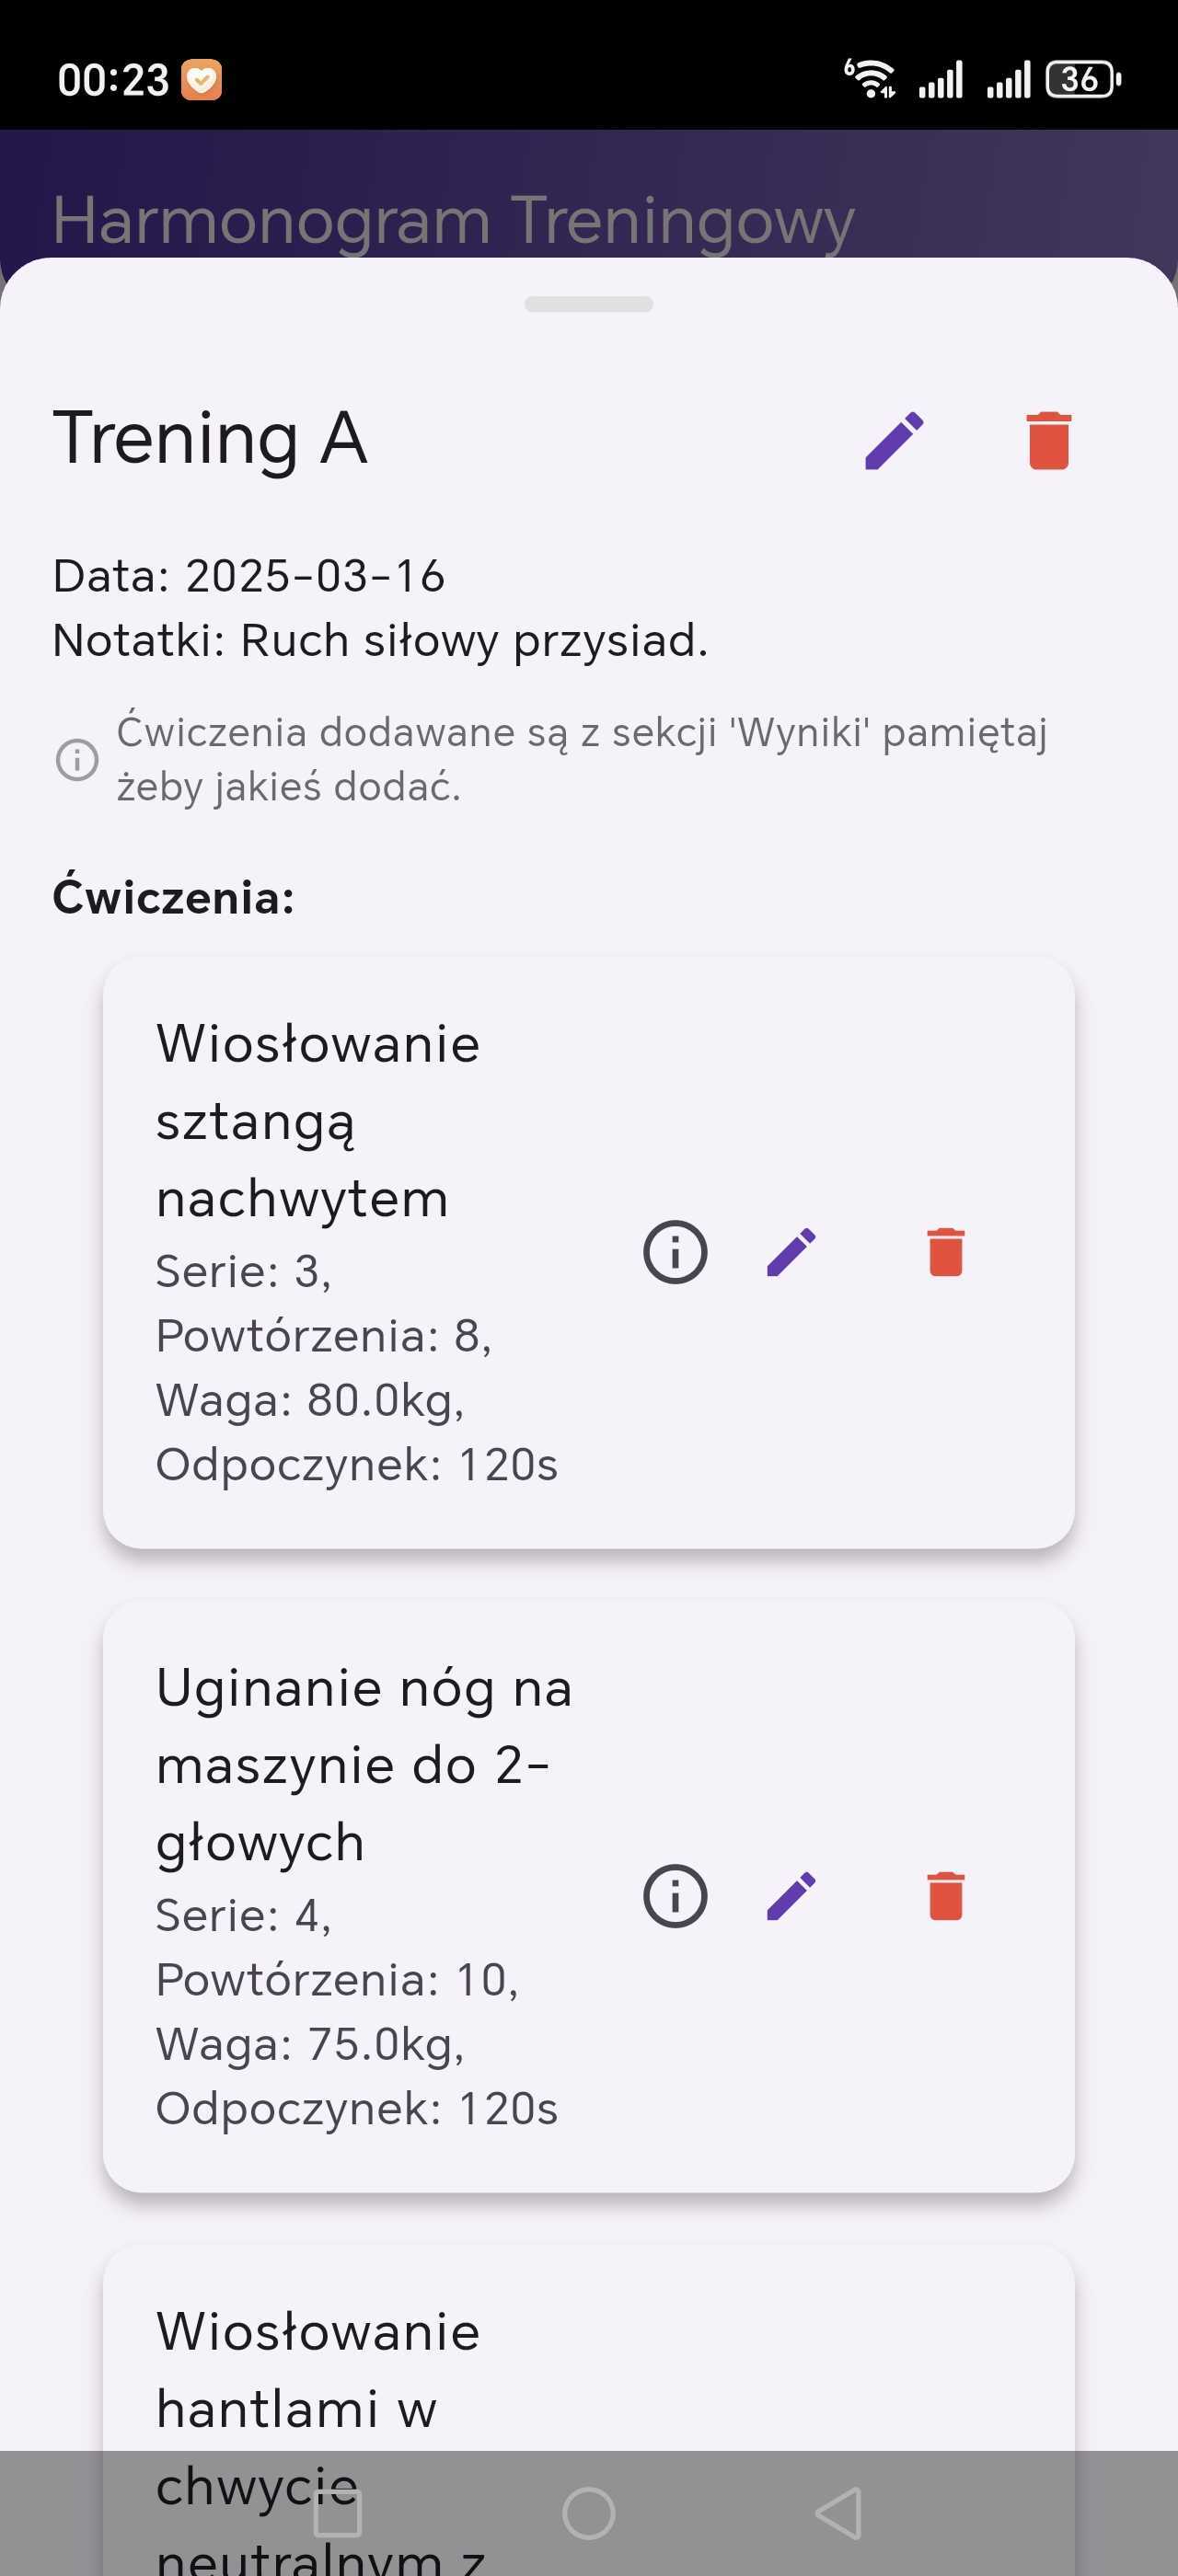 00:23
6
36
Harmonogram Treningowy
Trening A
Data: 2025-03-16
Notatki: Ruch siłowy przysiad.
Ćwiczenia dodawane są z sekcji 'Wyniki' pamiętaj
żeby jakieś dodać.
Ćwiczenia:
Wiosłowanie
sztangą
nachwytem
Serie: 3,
Powtórzenia: 8,
Waga: 80.0kg,
Odpoczynek: 120s
Uginanie nóg na
maszynie do 2-
głowych
Serie: 4,
Powtórzenia: 10,
Waga: 75.0kg,
Odpoczynek: 120s
Wiosłowanie
hantlami w
chwycie
neutralnym z